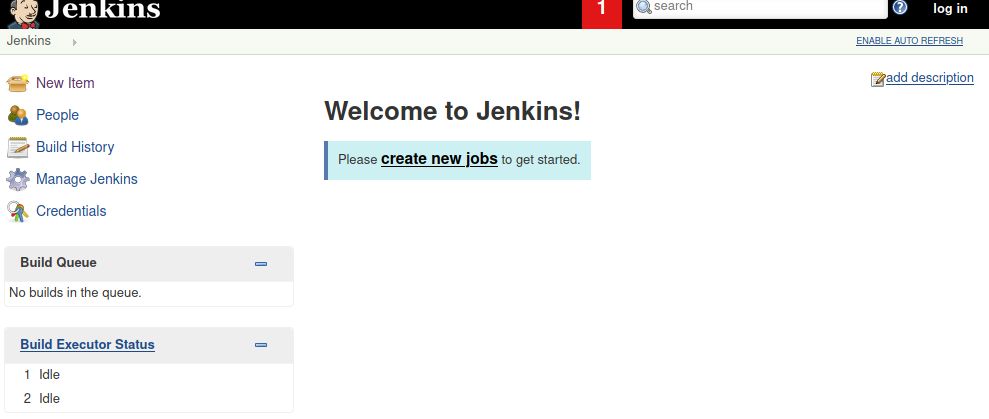 Jenkins
1
search
log in
Jenkins
ENABLE AUTO REFRESH
New Item
People
Build History
Manage Jenkins
Credentials
add description
Welcome to Jenkins!
Please create new jobs to get started.
Build Queue
No builds in the queue.
Build Executor Status
1 Idle
2 Idle